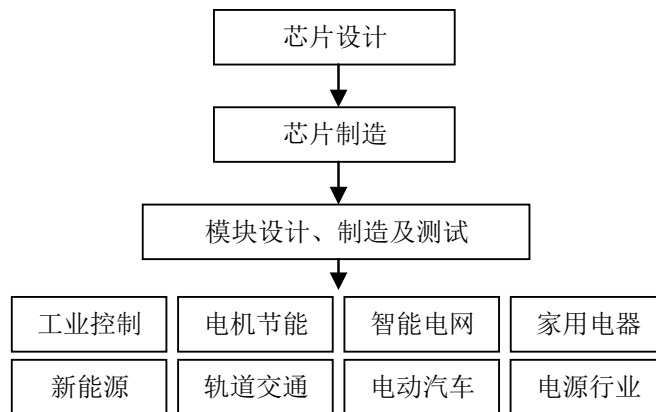 芯片设计
芯片制造
模块设计、制造及测试
工业控制 电机节能 智能电网 家用电器
新能源 轨道交通 电动汽车 电源行业